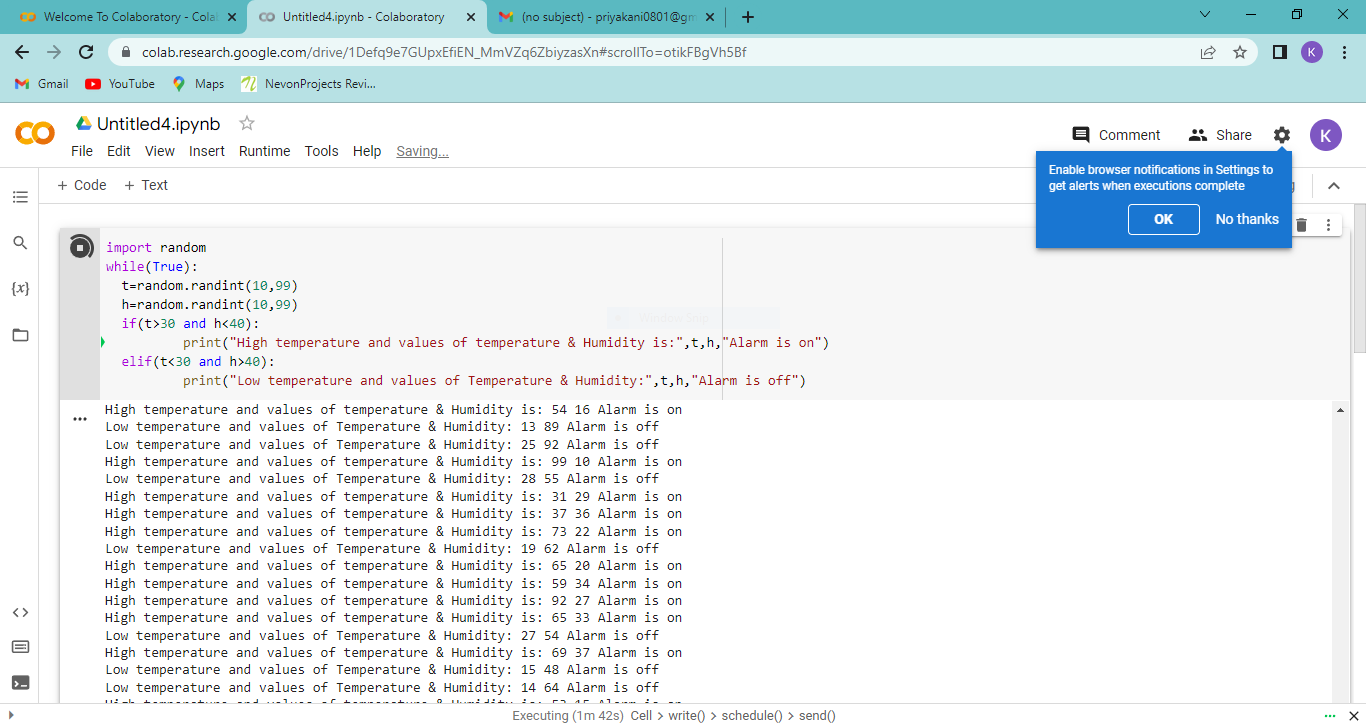 Welcome To Colaboratory - Cola
Untitled4.ipynb - Colaboratory
(no subject) - priyakani0801@gm
colab.research.google.com/drive/1Defq9e7GUpxEfiEN_MmVZq6ZbiyzasXn#scrollTo=otikFBgVh5Bf
K
Gmail YouTube Maps NevonProjects Revi...
Untitled4.ipynb
Comment Share K
File Edit View Insert Runtime Tools Help Saving...
Enable browser notifications in Settings to
get alerts when executions complete
OK No thanks
+ Code + Text
import random
while(True):
t=random.randint(10,99)
h=random.randint(10,99)
if(t>30 and h<40):
print("High temperature and values of temperature & Humidity is:",t,h,"Alarm is on")
elif(t<30 and h>40):
print("Low temperature and values of Temperature & Humidity:",t,h,"Alarm is off")
High temperature and values of temperature & Humidity is: 54 16 Alarm is on
Low temperature and values of Temperature & Humidity: 13 89 Alarm is off
Low temperature and values of Temperature & Humidity: 25 92 Alarm is off
High temperature and values of temperature & Humidity is: 99 10 Alarm is on
Low temperature and values of Temperature & Humidity: 28 55 Alarm is off
High temperature and values of temperature & Humidity is: 31 29 Alarm is on
High temperature and values of temperature & Humidity is: 37 36 Alarm is on
High temperature and values of temperature & Humidity is: 73 22 Alarm is on
Low temperature and values of Temperature & Humidity: 19 62 Alarm is off
High temperature and values of temperature & Humidity is: 65 20 Alarm is on
High temperature and values of temperature & Humidity is: 59 34 Alarm is on
High temperature and values of temperature & Humidity is: 92 27 Alarm is on
High temperature and values of temperature & Humidity is: 65 33 Alarm is on
Low temperature and values of Temperature & Humidity: 27 54 Alarm is off
High temperature and values of temperature & Humidity is: 69 37 Alarm is on
Low temperature and values of Temperature & Humidity: 15 48 Alarm is off
Low temperature and values of Temperature & Humidity: 14 64 Alarm is off
Executing (1m 42s) Cell > write() > schedule() > send()